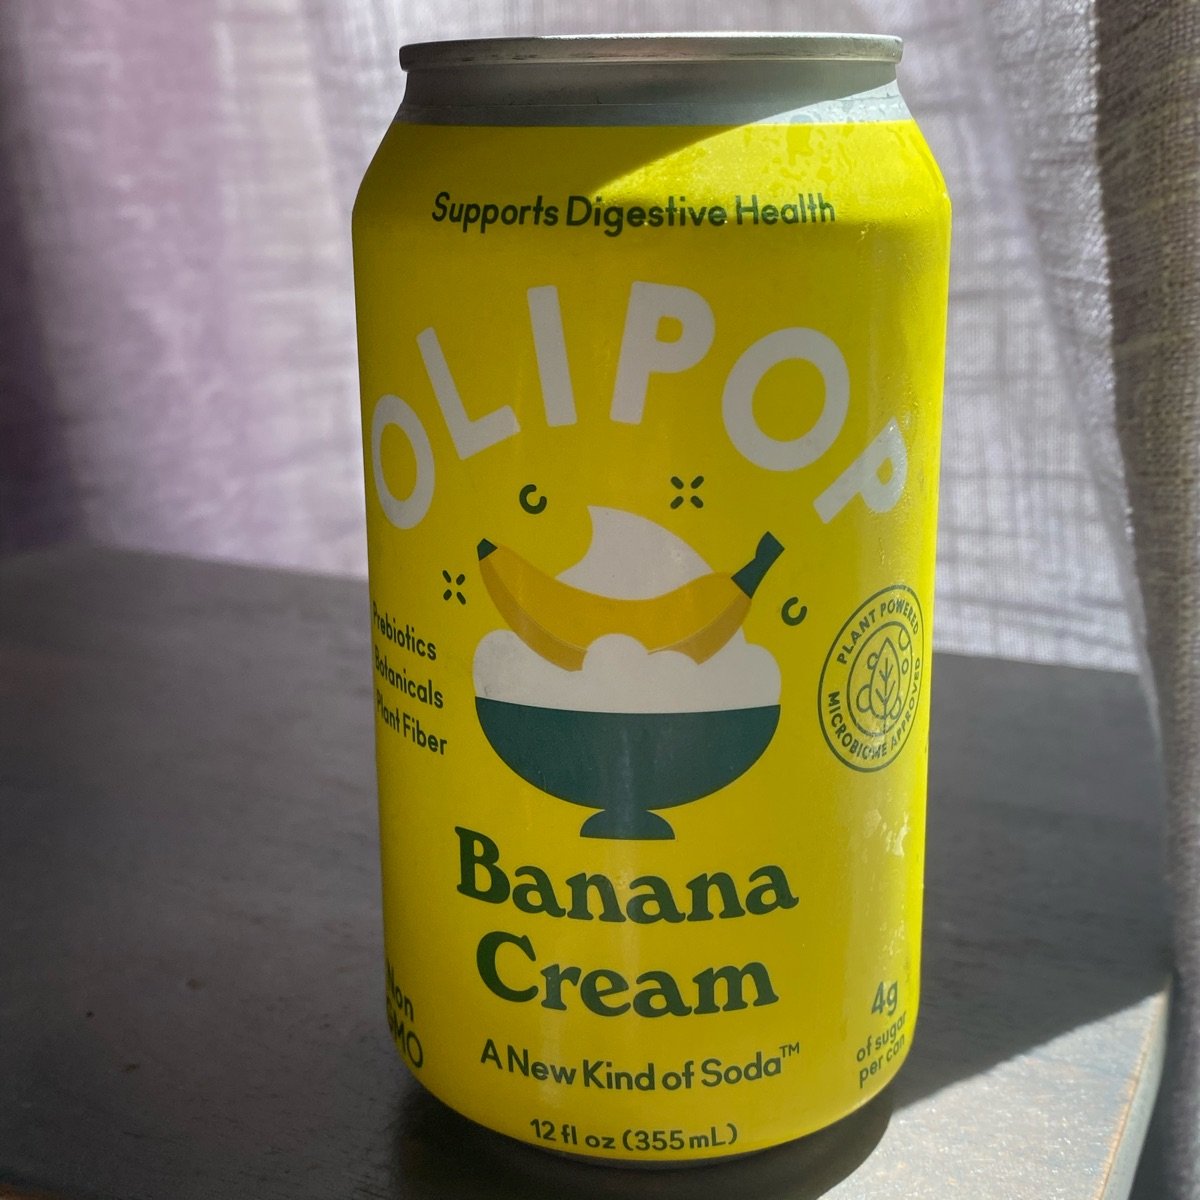 Supports Digestive Health
OLIPOP
Prebiotics
Botanicals
Plant Fiber
PLANT POWERED
MICROBIOME APPROVED
Banana
Cream
Non
GMO
4g
of sugar
per can
A New Kind of Soda™
12 fl oz (355 mL)